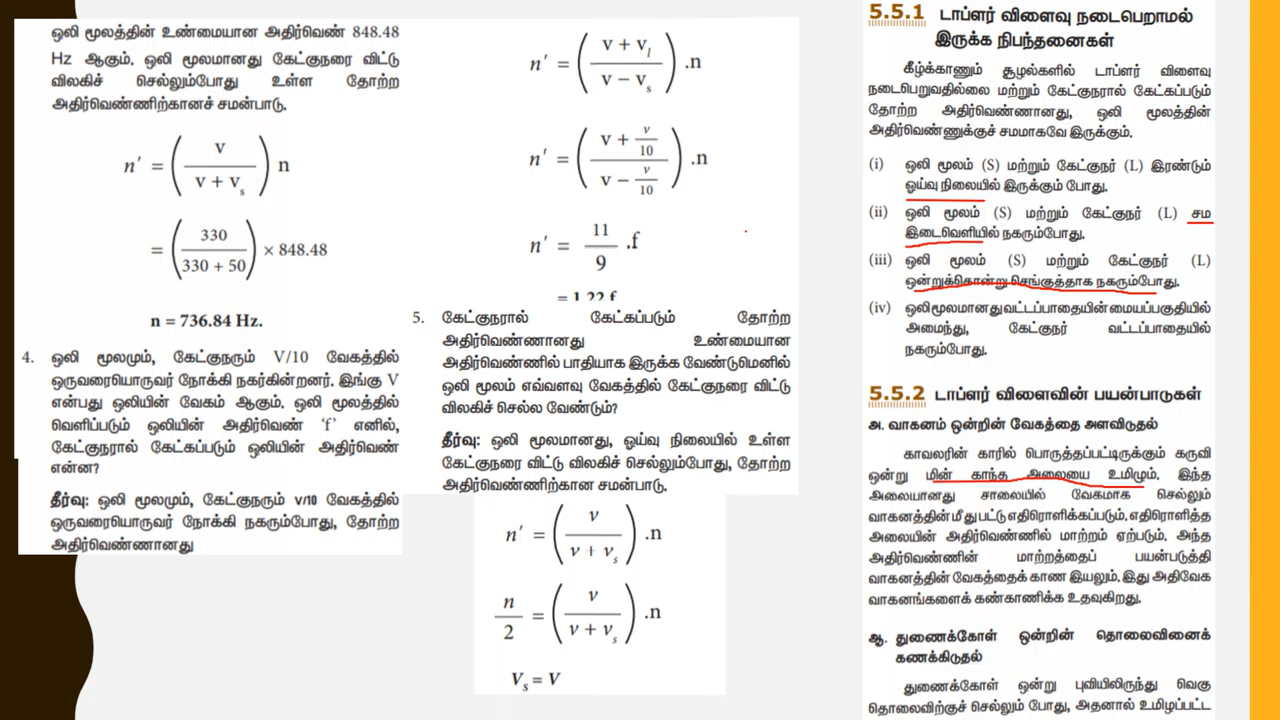 ஒலி மூலத்தின் உண்மையான அதிர்வெண் 848.48
Hz ஆகும். ஒலி மூலமானது கேட்குநரை விட்டு
விலகிச் செல்லும்போது உள்ள தோற்ற
அதிர்வெண்ணிற்கானச் சமன்பாடு.
n' = ( v / v + vₛ ) n
= ( 330 / 330 + 50 ) × 848.48
n = 736.84 Hz.
4. ஒலி மூலமும், கேட்குநரும் V/10 வேகத்தில்
ஒருவரையொருவர் நோக்கி நகர்கின்றனர். இங்கு V
என்பது ஒலியின் வேகம் ஆகும். ஒலி மூலத்தில்
வெளிப்படும் ஒலியின் அதிர்வெண் ‘f’ எனில்,
கேட்குநரால் கேட்கப்படும் ஒலியின் அதிர்வெண்
என்ன?
தீர்வு: ஒலி மூலமும், கேட்குநரும் v/10 வேகத்தில்
ஒருவரையொருவர் நோக்கி நகரும்போது, தோற்ற
அதிர்வெண்ணானது
n' = ( v + vₗ / v – vₛ ) .n
n' = ( v + v/10 / v – v/10 ) .n
n' = 11/9 .f
= 1.22 f
5. கேட்குநரால் கேட்கப்படும் தோற்ற
அதிர்வெண்ணானது உண்மையான
அதிர்வெண்ணில் பாதியாக இருக்க வேண்டுமெனில்
ஒலி மூலம் எவ்வளவு வேகத்தில் கேட்குநரை விட்டு
விலகிச் செல்ல வேண்டும்?
தீர்வு: ஒலி மூலமானது, ஓய்வு நிலையில் உள்ள
கேட்குநரை விட்டு விலகிச் செல்லும்போது, தோற்ற
அதிர்வெண்ணிற்கான சமன்பாடு.
n' = ( v / v + vₛ ) .n
n/2 = ( v / v + vₛ ) .n
Vₛ = V
5.5.1 டாப்ளர் விளைவு நடைபெறாமல்
இருக்க நிபந்தனைகள்
கீழ்க்காணும் சூழல்களில் டாப்ளர் விளைவு
நடைபெறுவதில்லை மற்றும் கேட்குநரால் கேட்கப்படும்
தோற்ற அதிர்வெண்ணானது, ஒலி மூலத்தின்
அதிர்வெண்ணுக்குச் சமமாகவே இருக்கும்.
(i) ஒலி மூலம் (S) மற்றும் கேட்குநர் (L) இரண்டும்
ஓய்வு நிலையில் இருக்கும் போது.
(ii) ஒலி மூலம் (S) மற்றும் கேட்குநர் (L) சம
இடைவெளியில் நகரும்போது.
(iii) ஒலி மூலம் (S) மற்றும் கேட்குநர் (L)
ஒன்றுக்கொன்று செங்குத்தாக நகரும்போது.
(iv) ஒலிமூலமானது வட்டப்பாதையின் மையப்பகுதியில்
அமைந்து, கேட்குநர் வட்டப்பாதையில்
நகரும்போது.
5.5.2 டாப்ளர் விளைவின் பயன்பாடுகள்
அ. வாகனம் ஒன்றின் வேகத்தை அளவிடுதல்
காவலரின் காரில் பொருத்தப்பட்டிருக்கும் கருவி
ஒன்று மின் காந்த அலையை உமிழும். இந்த
அலையானது சாலையில் வேகமாக செல்லும்
வாகனத்தின் மீது பட்டு எதிரொளிக்கப்படும். எதிரொளித்த
அலையின் அதிர்வெண்ணில் மாற்றம் ஏற்படும். அந்த
அதிர்வெண்ணின் மாற்றத்தைப் பயன்படுத்தி
வாகனத்தின் வேகத்தைக் காண இயலும். இது அதிவேக
வாகனங்களைக் கண்காணிக்க உதவுகிறது.
ஆ. துணைக்கோள் ஒன்றின் தொலைவினைக்
கணக்கிடுதல்
துணைக்கோள் ஒன்று புவியிலிருந்து வெகு
தொலைவிற்குச் செல்லும் போது, அதனால் உமிழப்பட்ட